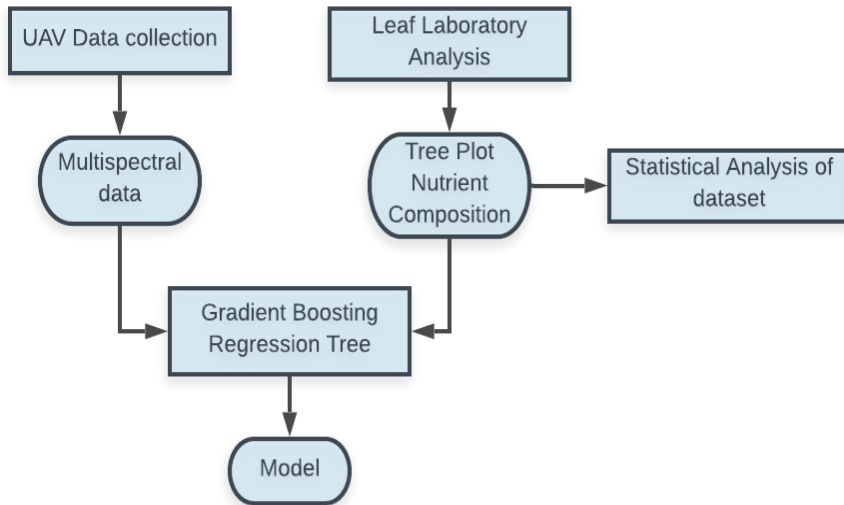 UAV Data collection
Leaf Laboratory
Analysis
Multispectral
data
Tree Plot
Nutrient
Composition
Statistical Analysis of
dataset
Gradient Boosting
Regression Tree
Model